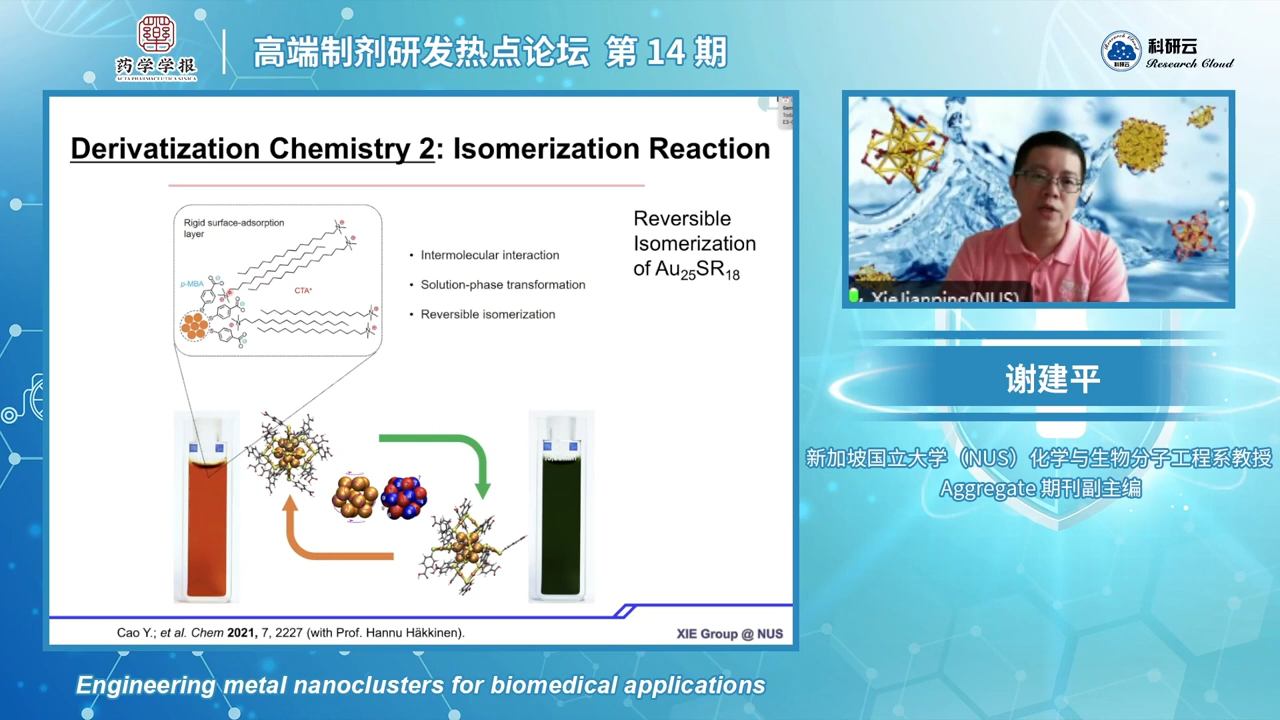 药学学报
ACTA PHARMACEUTICA SINICA
高端制剂研发热点论坛 第 14 期
科研云
科研云
Research Cloud
Derivatization Chemistry 2: Isomerization Reaction
Rigid surface-adsorption
layer
p-MBA
CTA⁺
• Intermolecular interaction
• Solution-phase transformation
• Reversible isomerization
Reversible
Isomerization
of Au₂₅SR₁₈
Cao Y.; et al. Chem 2021, 7, 2227 (with Prof. Hannu Häkkinen).
XIE Group @ NUS
XieJianping(NUS)
谢建平
新加坡国立大学（NUS）化学与生物分子工程系教授
Aggregate 期刊副主编
Engineering metal nanoclusters for biomedical applications